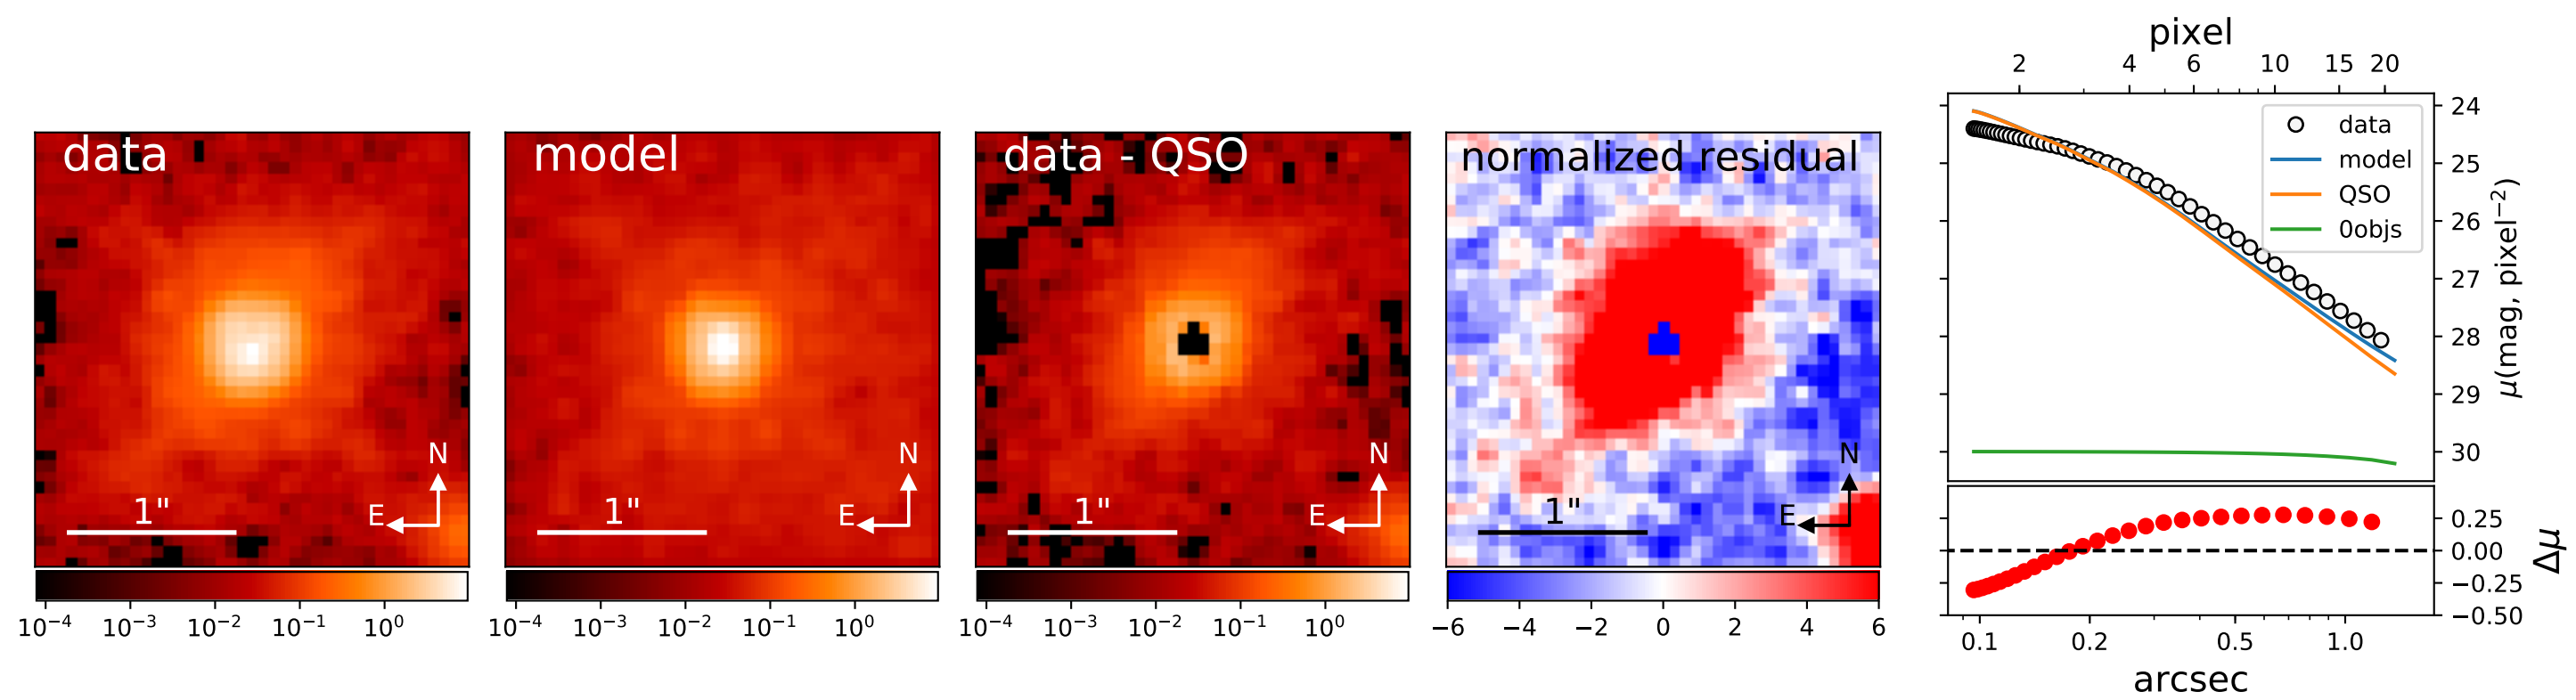 data
N
E
1"
10⁻⁴ 10⁻³ 10⁻² 10⁻¹ 10⁰
model
N
E
1"
10⁻⁴ 10⁻³ 10⁻² 10⁻¹ 10⁰
data - QSO
N
E
1"
10⁻⁴ 10⁻³ 10⁻² 10⁻¹ 10⁰
normalized residual
N
E
1"
−6 −4 −2 0 2 4 6
pixel
2 4 6 10 15 20
data
model
QSO
0objs
24
25
26
27
28
29
30
μ(mag, pixel⁻²)
0.25
0.00
−0.25
−0.50
Δμ
0.1 0.2 0.5 1.0
arcsec